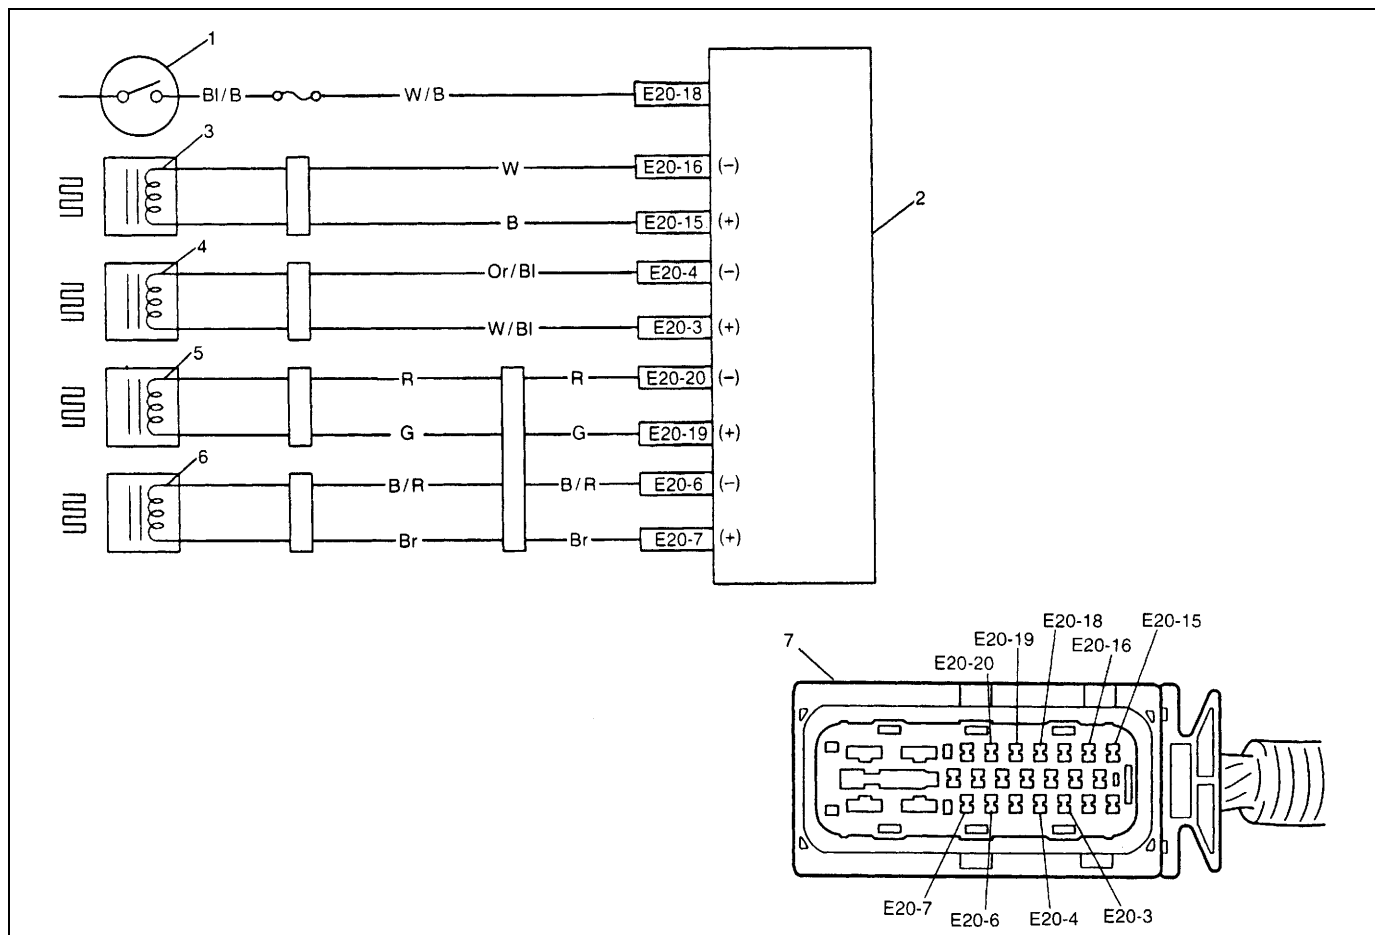 1
Bl/B W/B E20-18
3
W E20-16 (-)
2
B E20-15 (+)
4
Or/Bl E20-4 (-)
W/Bl E20-3 (+)
5
R R E20-20 (-)
G G E20-19 (+)
6
B/R B/R E20-6 (-)
Br Br E20-7 (+)
E20-18 E20-15
7 E20-19 E20-16
E20-20
E20-7 E20-6 E20-4 E20-3